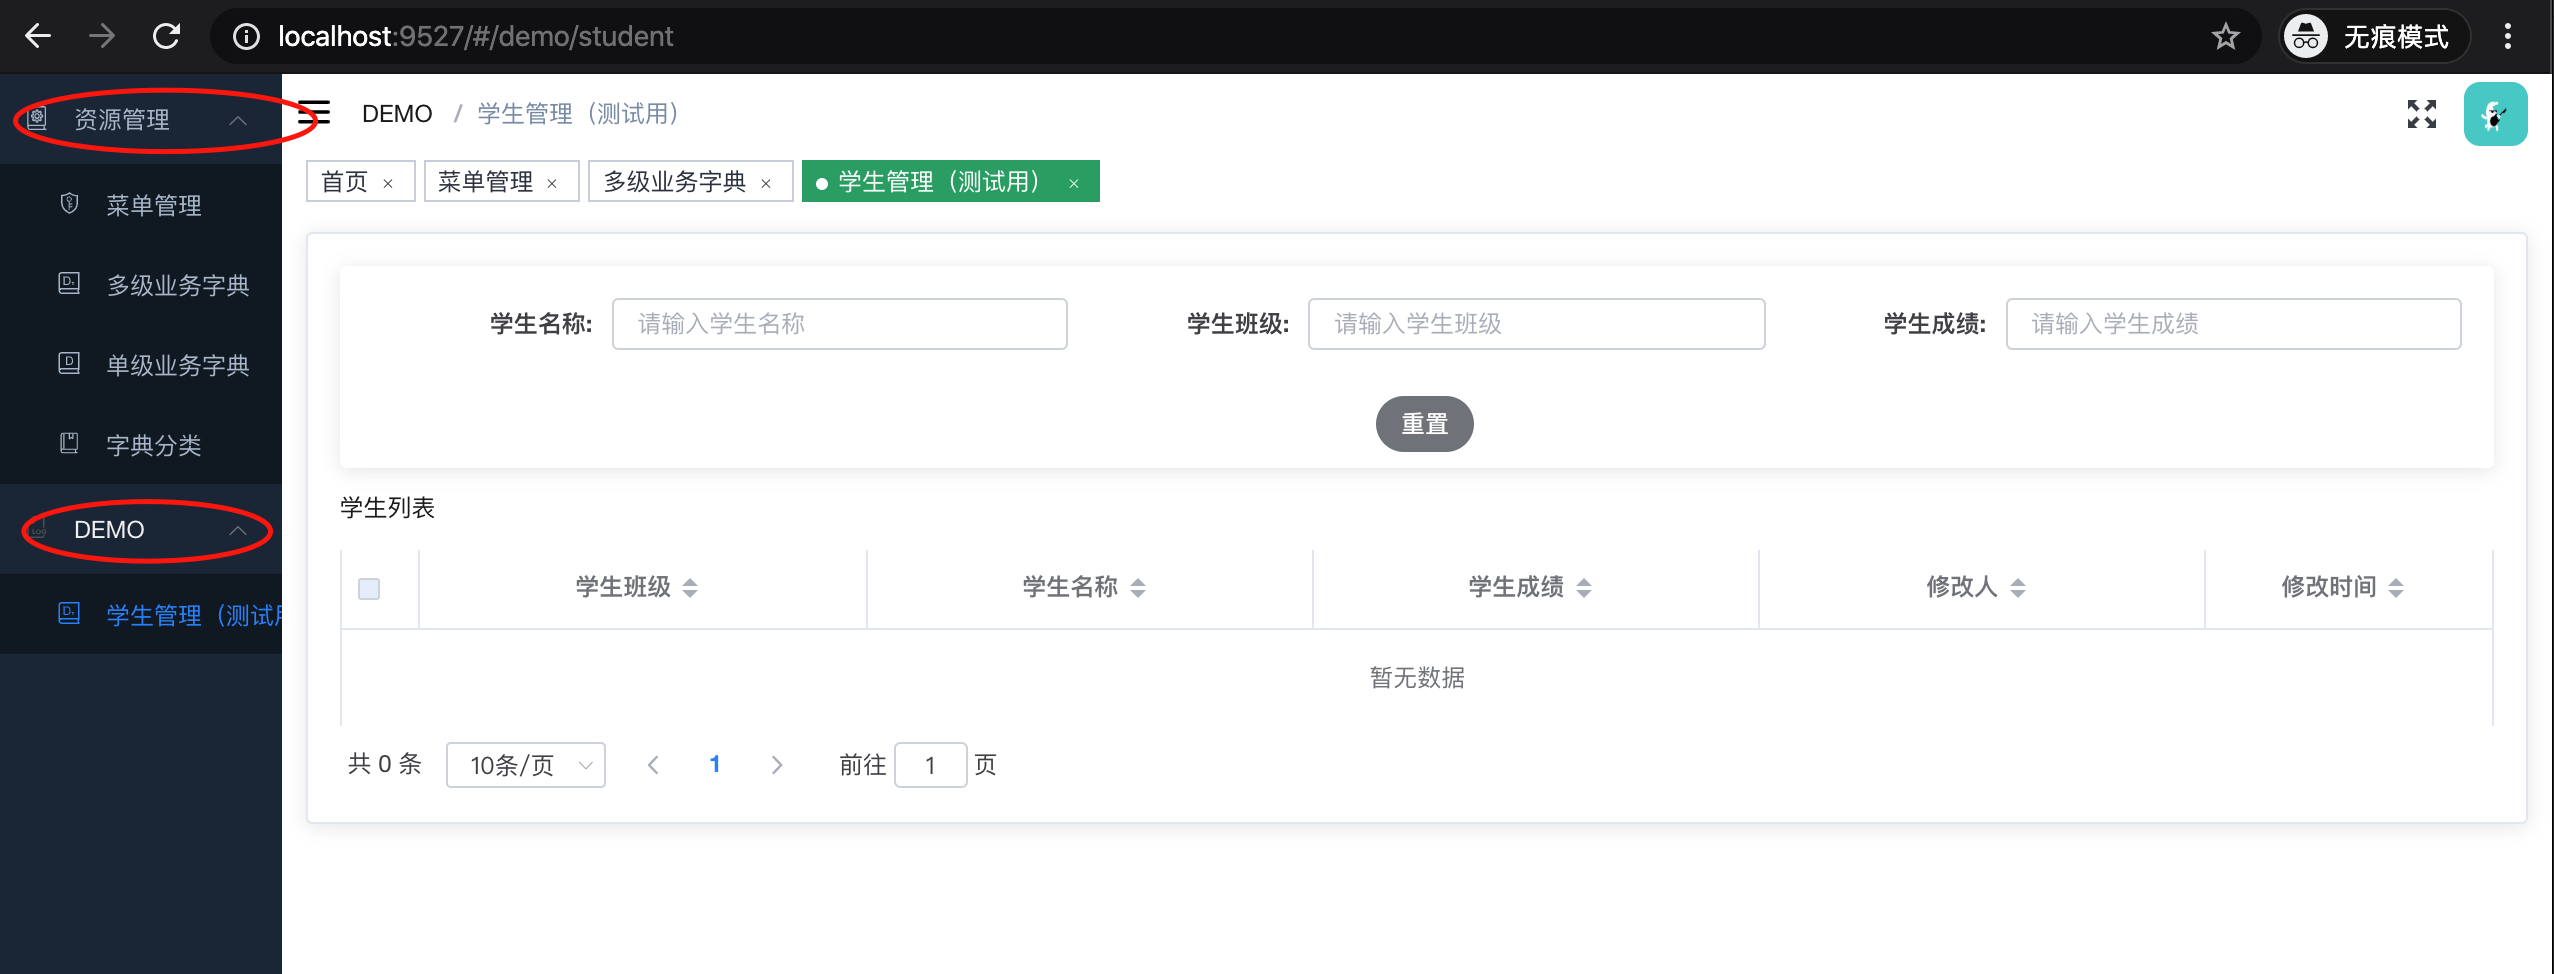 localhost:9527/#/demo/student
无痕模式
资源管理
菜单管理
多级业务字典
单级业务字典
字典分类
DEMO
学生管理（测试用
DEMO / 学生管理（测试用）
首页 × 菜单管理 × 多级业务字典 × 学生管理（测试用） ×
学生名称: 请输入学生名称 学生班级: 请输入学生班级 学生成绩: 请输入学生成绩
重置
学生列表
学生班级 学生名称 学生成绩 修改人 修改时间
暂无数据
共 0 条 10条/页 1 前往 1 页